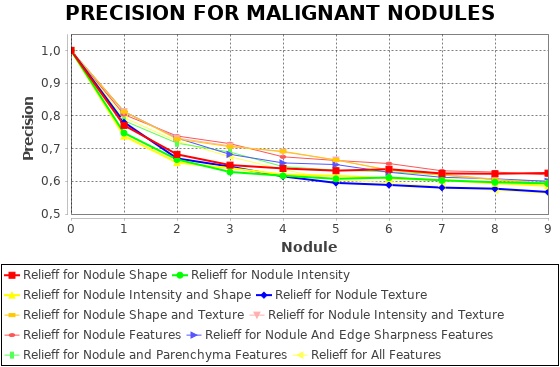 PRECISION FOR MALIGNANT NODULES
1,0
0,9
0,8
0,7
0,6
0,5
Precision
0 1 2 3 4 5 6 7 8 9
Nodule
Relieff for Nodule Shape Relieff for Nodule Intensity
Relieff for Nodule Intensity and Shape Relieff for Nodule Texture
Relieff for Nodule Shape and Texture Relieff for Nodule Intensity and Texture
Relieff for Nodule Features Relieff for Nodule And Edge Sharpness Features
Relieff for Nodule and Parenchyma Features Relieff for All Features